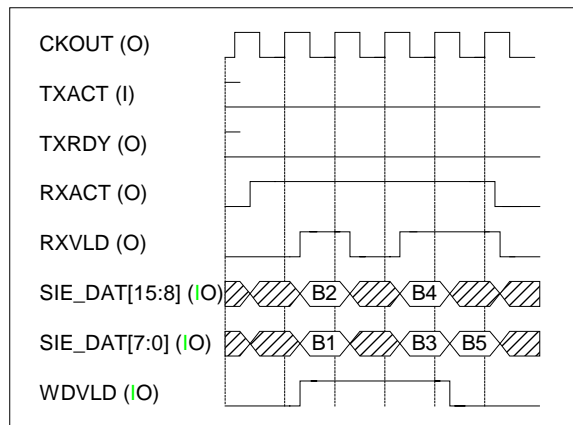 CKOUT (O)
TXACT (I)
TXRDY (O)
RXACT (O)
RXVLD (O)
SIE_DAT[15:8] (IO) B2 B4
SIE_DAT[7:0] (IO) B1 B3 B5
WDVLD (IO)